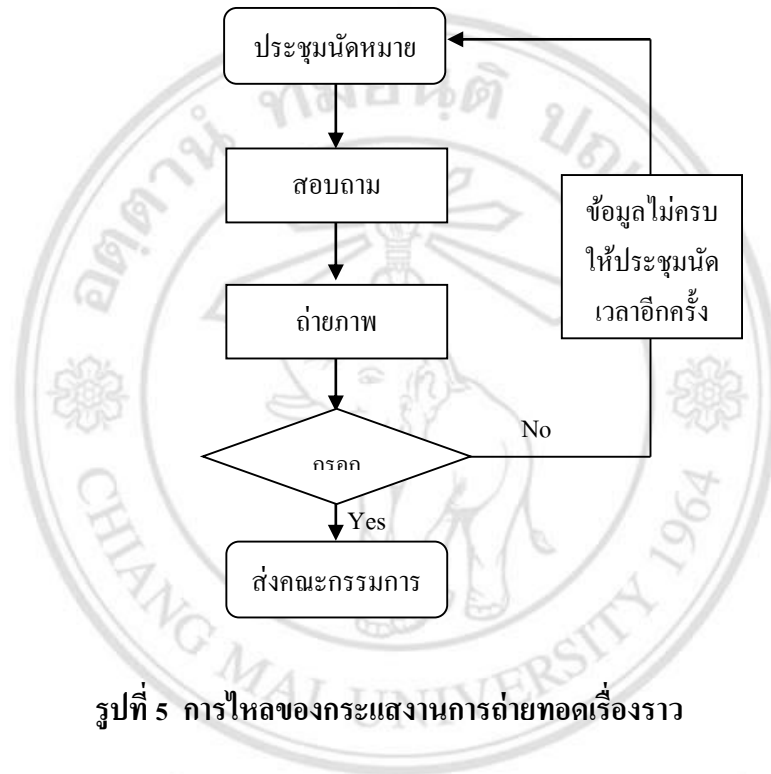 ประชุมนัดหมาย
สอบถาม
ข้อมูลไม่ครบ
ให้ประชุมนัด
เวลาอีกครั้ง
ถ่ายภาพ
No
กรอก
Yes
ส่งคณะกรรมการ
รูปที่ 5 การไหลของกระแสงานการถ่ายทอดเรื่องราว
CHIANG MAI UNIVERSITY 1964